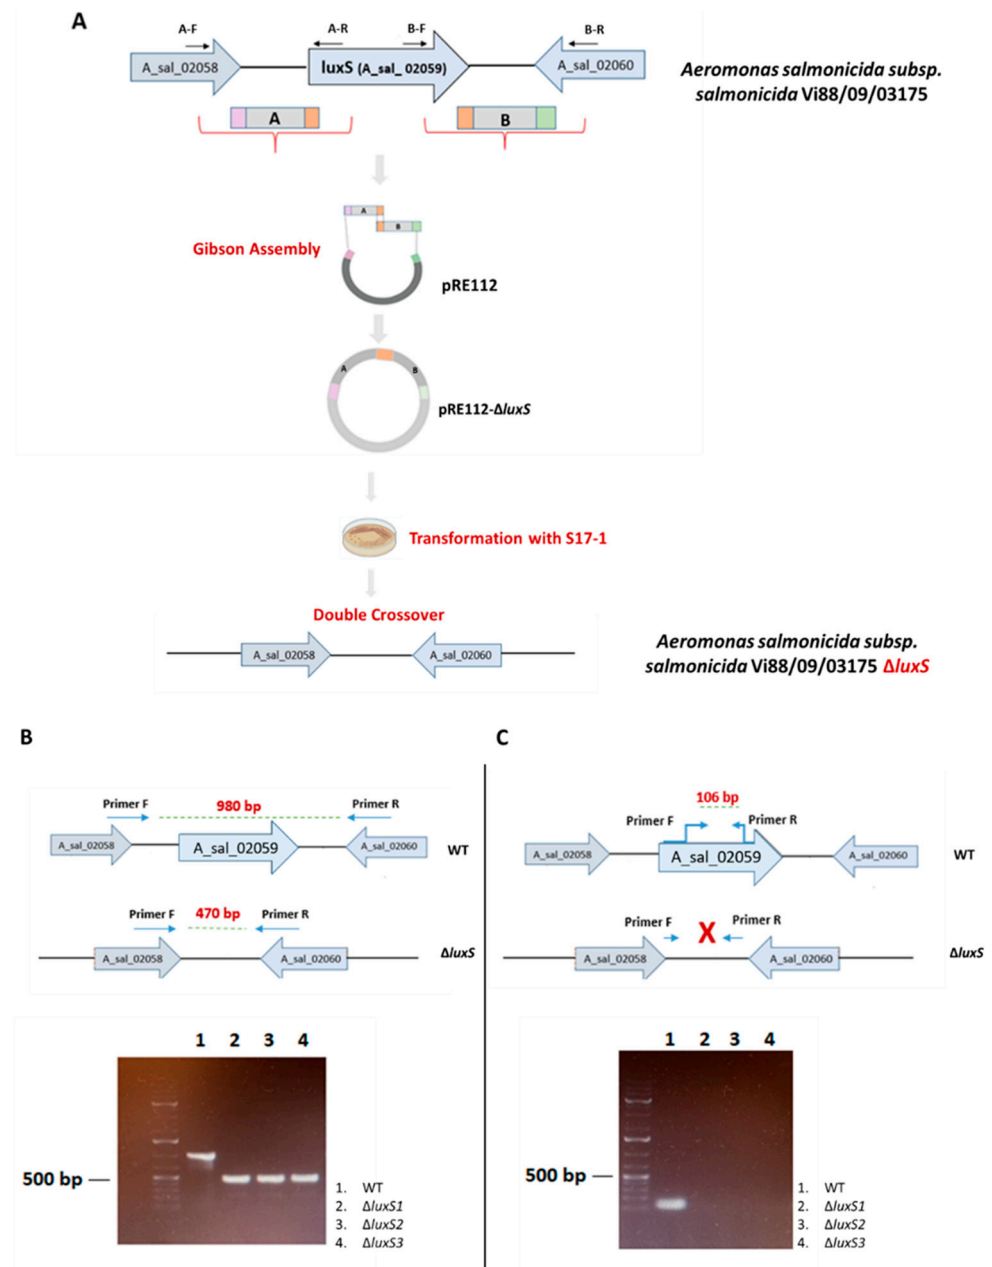 A
A-F
A-R
B-F
B-R
A_sal_02058
luxS (A_sal_ 02059)
A_sal_02060
Aeromonas salmonicida subsp.
salmonicida Vi88/09/03175
A
B
A
B
Gibson Assembly
pRE112
A
B
pRE112-ΔluxS
Transformation with S17-1
Double Crossover
A_sal_02058
A_sal_02060
Aeromonas salmonicida subsp.
salmonicida Vi88/09/03175 ΔluxS
B
Primer F
980 bp
Primer R
A_sal_02058
A_sal_02059
A_sal_02060
WT
Primer F
470 bp
Primer R
A_sal_02058
A_sal_02060
ΔluxS
1 2 3 4
500 bp
1. WT
2. ΔluxS1
3. ΔluxS2
4. ΔluxS3
C
106 bp
Primer F
Primer R
A_sal_02058
A_sal_02059
A_sal_02060
WT
Primer F
X
Primer R
A_sal_02058
A_sal_02060
ΔluxS
1 2 3 4
500 bp
1. WT
2. ΔluxS1
3. ΔluxS2
4. ΔluxS3